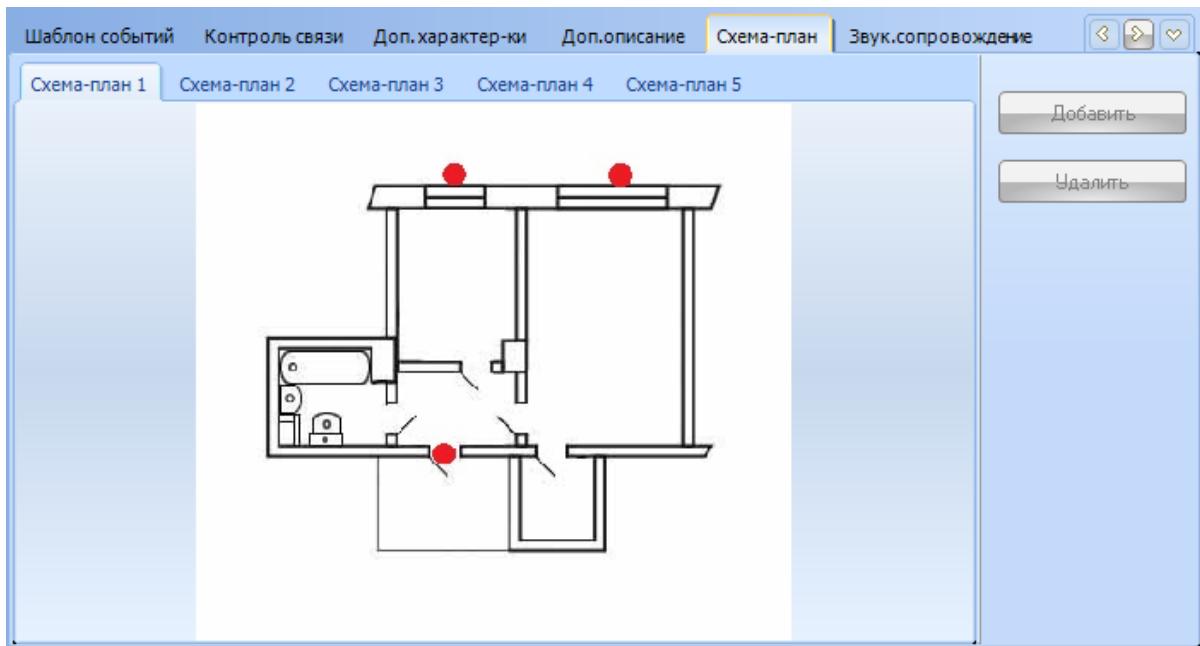 Шаблон событий Контроль связи Доп.характер-ки Доп.описание Схема-план Звук.сопровождение
Схема-план 1 Схема-план 2 Схема-план 3 Схема-план 4 Схема-план 5
Добавить
Удалить